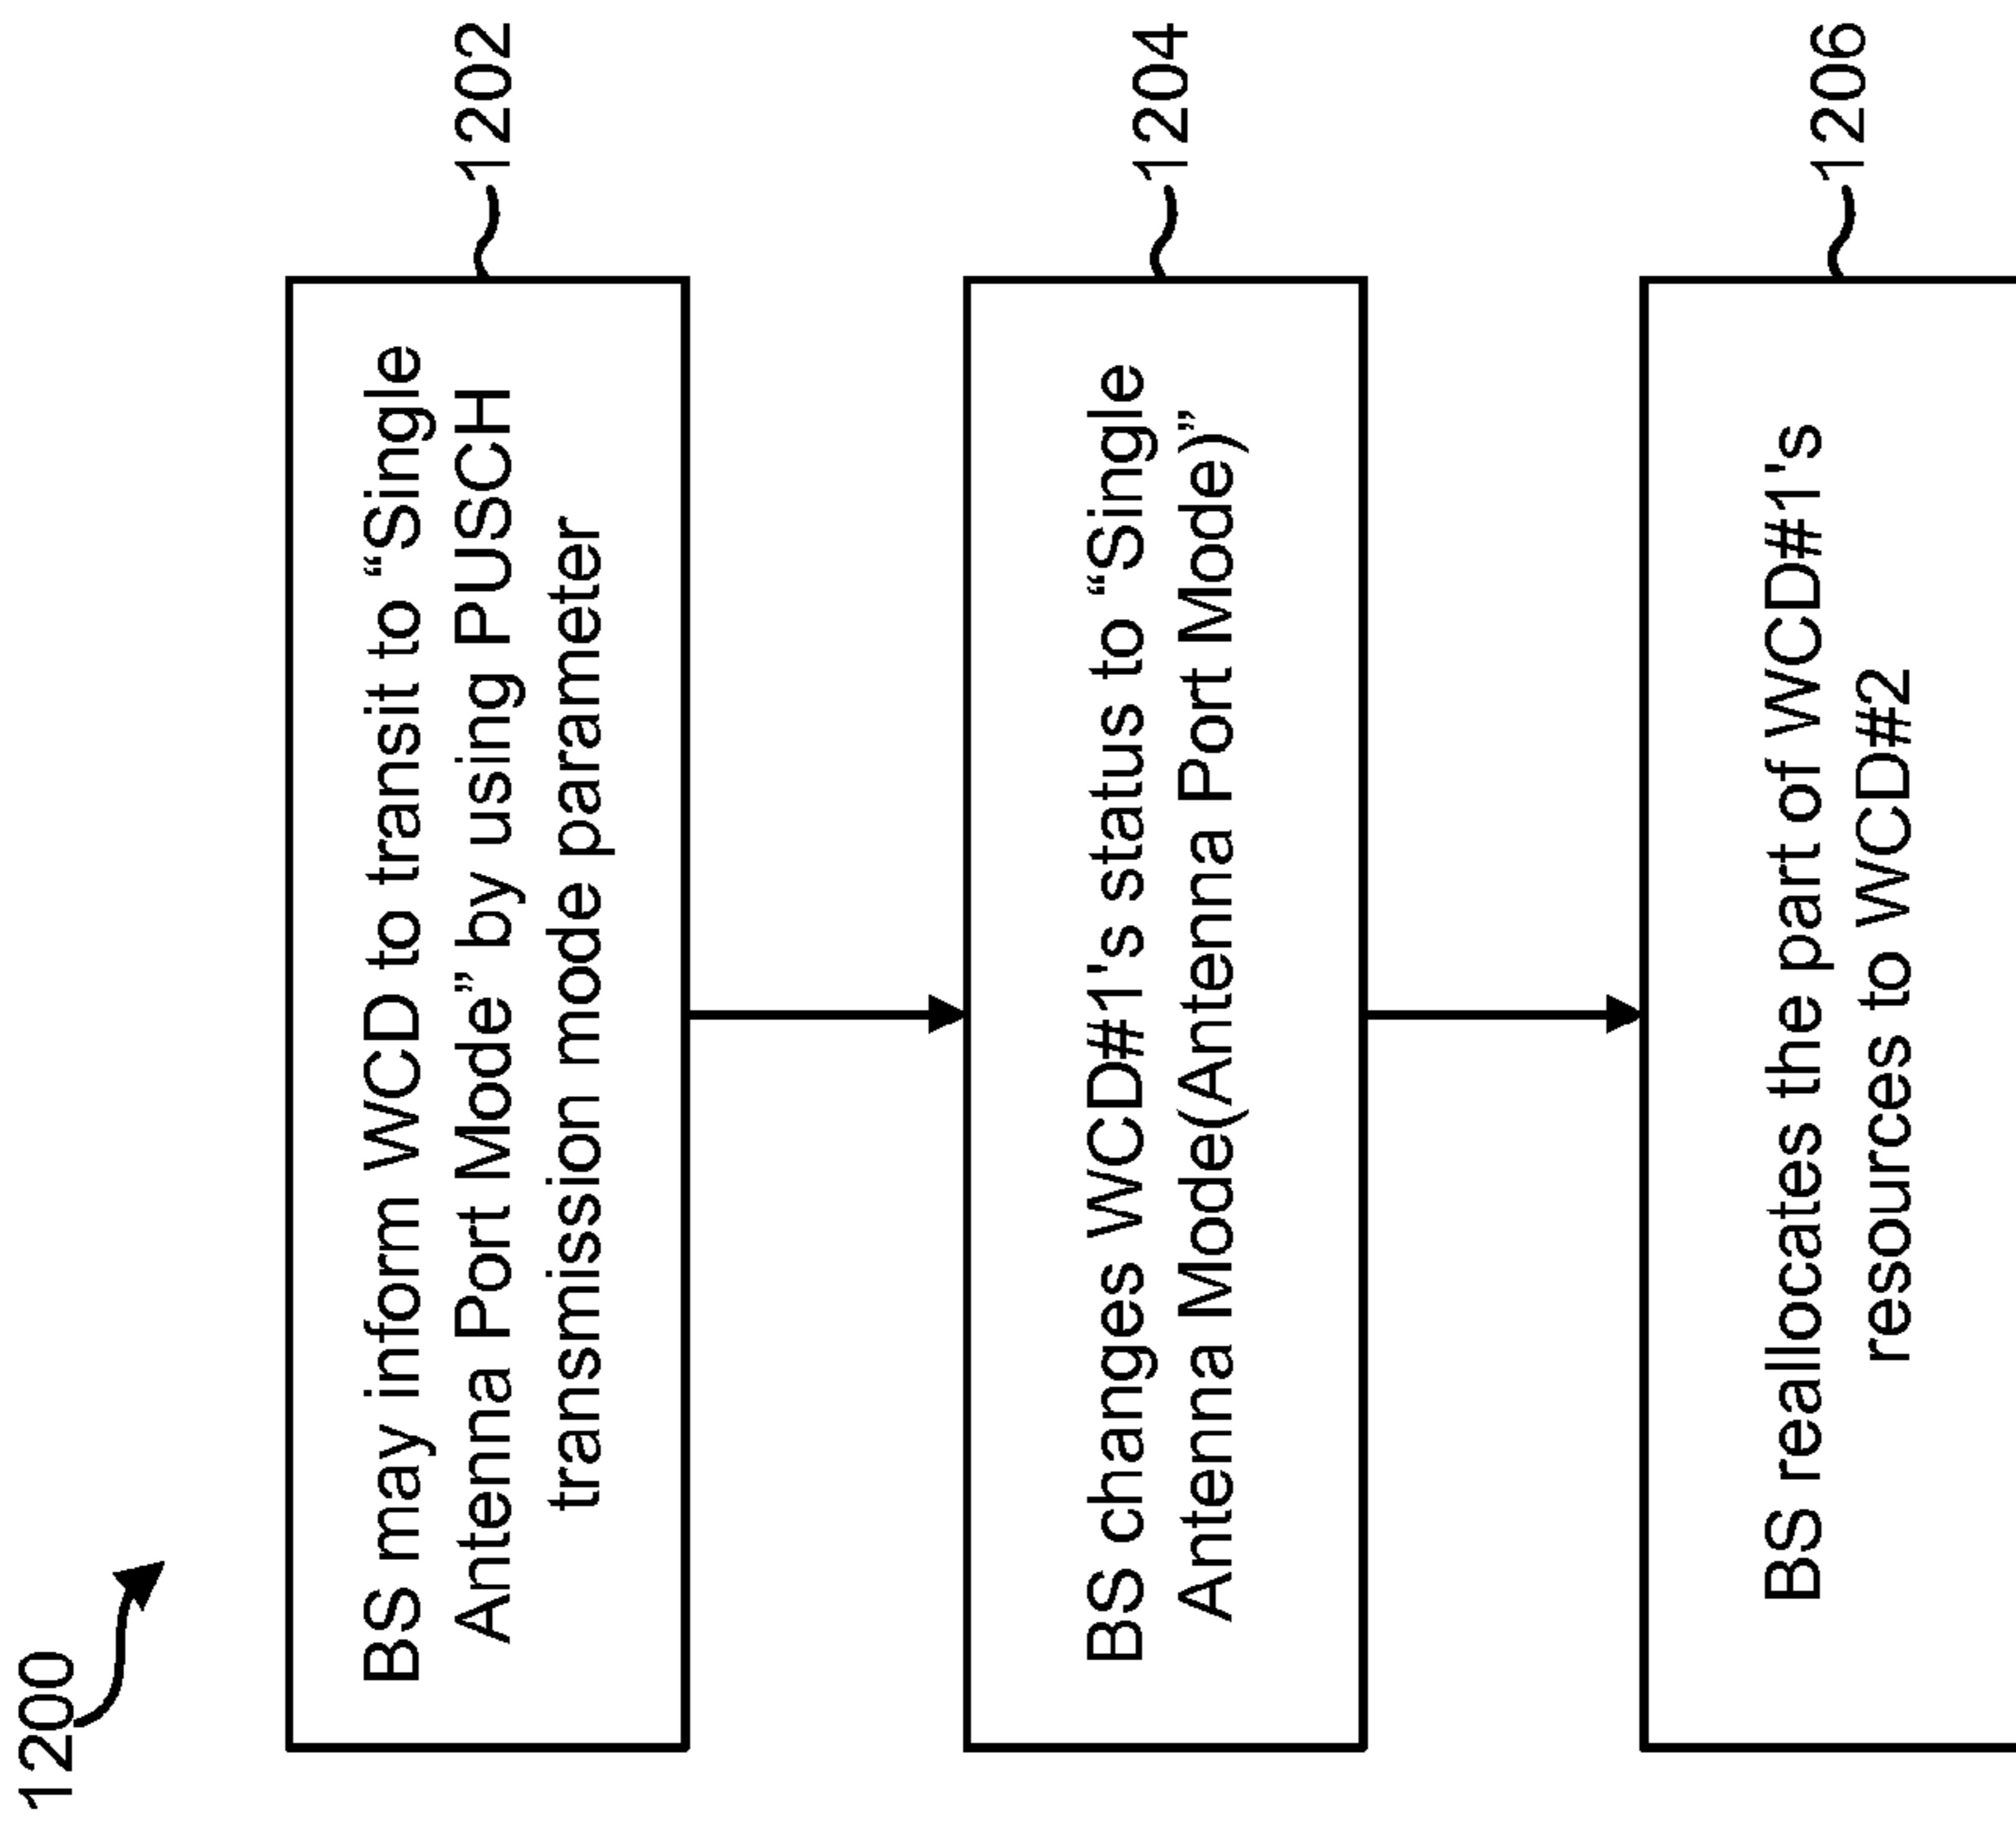 1200
BS may inform WCD to transit to “Single
Antenna Port Mode” by using PUSCH
transmission mode parameter
1202
BS changes WCD#1's status to “Single
Antenna Mode(Antenna Port Mode)”
1204
BS reallocates the part of WCD#1's
resources to WCD#2
1206